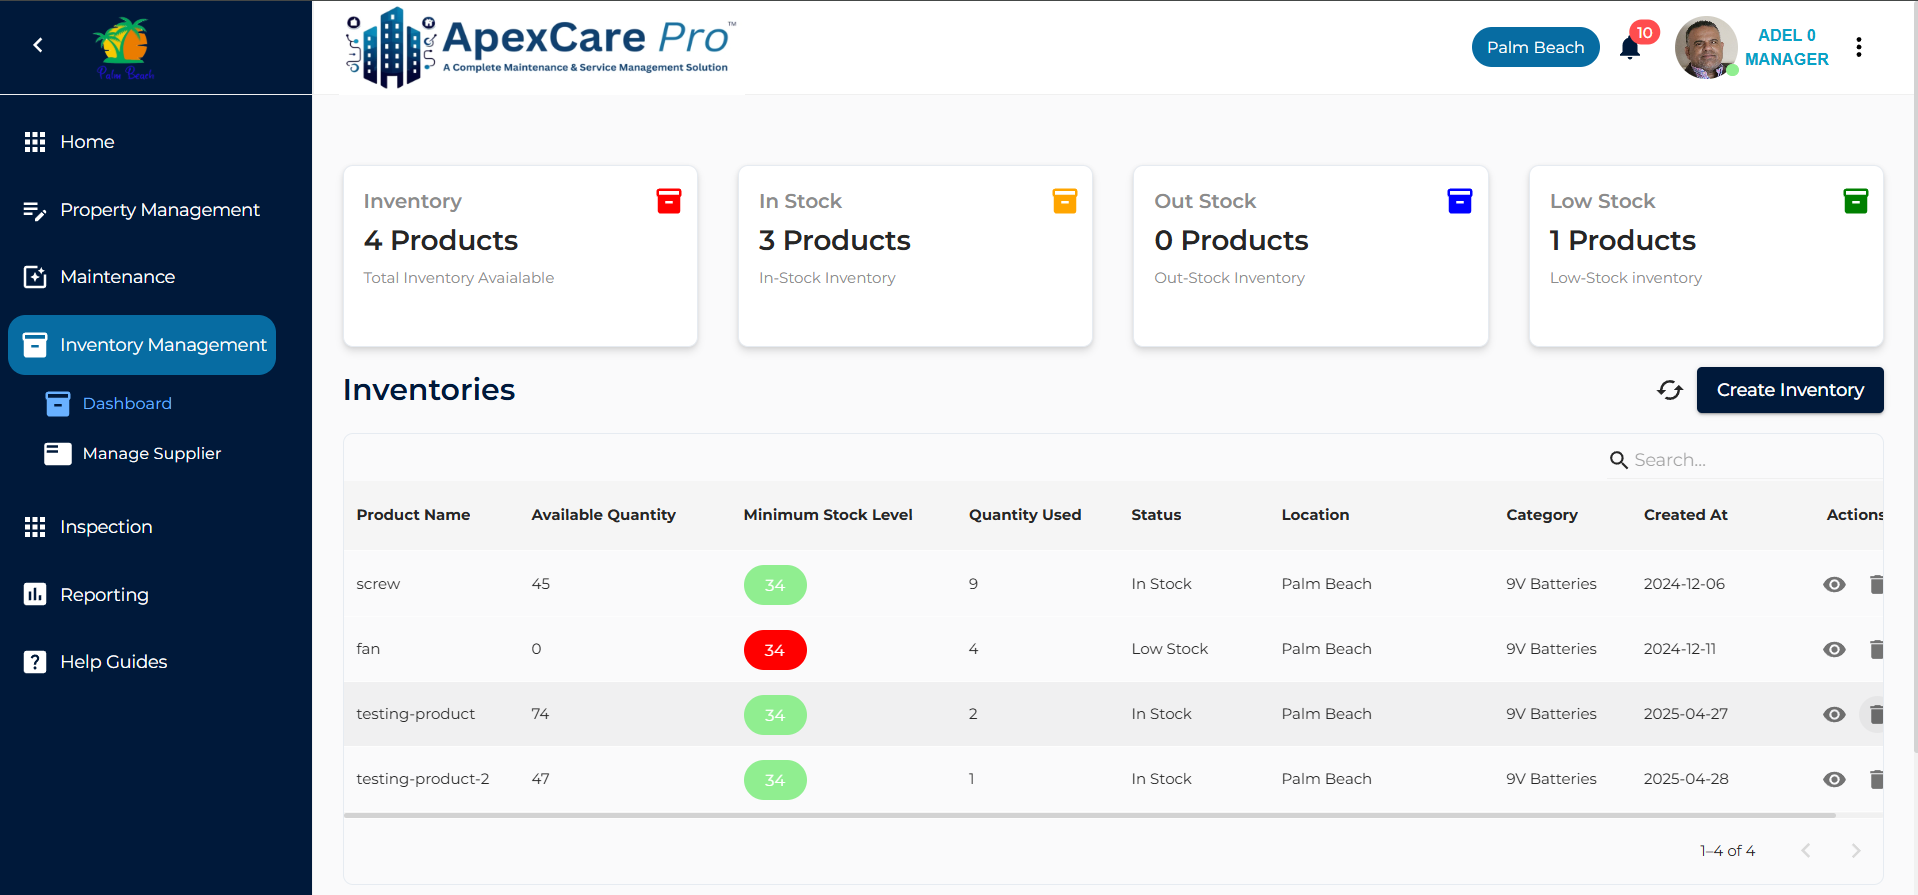 Palm Beach
ApexCare Pro™
A Complete Maintenance & Service Management Solution
Palm Beach
10
ADEL 0
MANAGER
Home
Property Management
Maintenance
Inventory Management
Dashboard
Manage Supplier
Inspection
Reporting
Help Guides
Inventory
4 Products
Total Inventory Avaialable
In Stock
3 Products
In-Stock Inventory
Out Stock
0 Products
Out-Stock Inventory
Low Stock
1 Products
Low-Stock inventory
Inventories
Create Inventory
Search...
Product Name Available Quantity Minimum Stock Level Quantity Used Status Location Category Created At Actions
screw 45 34 9 In Stock Palm Beach 9V Batteries 2024-12-06
fan 0 34 4 Low Stock Palm Beach 9V Batteries 2024-12-11
testing-product 74 34 2 In Stock Palm Beach 9V Batteries 2025-04-27
testing-product-2 47 34 1 In Stock Palm Beach 9V Batteries 2025-04-28
1–4 of 4